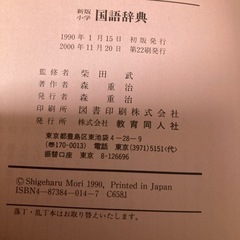 新版
小学 国語辞典
1990年1月15日 初版発行
2000年11月20日 第22刷発行
監修者 柴田 武
著作者 森 重治
発行者 森 重治
印刷所 図書印刷株式会社
発行所 株式会社 教育同人社
東京都豊島区東池袋4-28-9
(〒170-0013) 電話 東京(3971)5151代
振替口座 東京 8-126696
©Shigeharu Mori 1990, Printed in Japan
ISBN4-87384-014-7 C6581
落丁・乱丁本はお取り替えいたします。